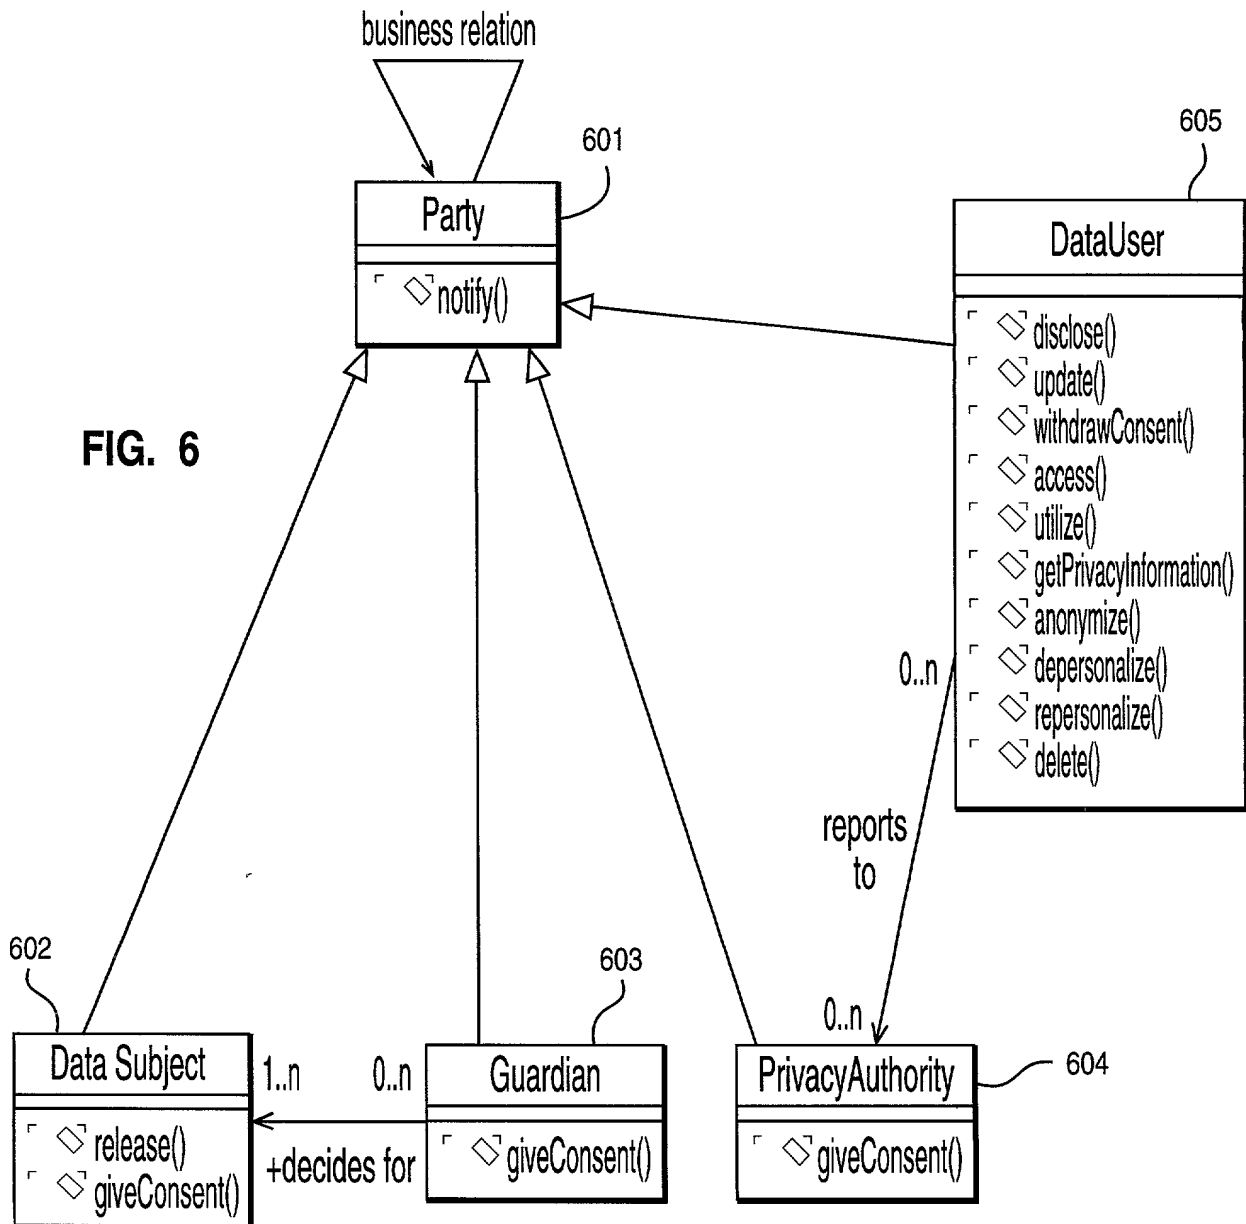 business relation
601
Party
notify()
605
DataUser
disclose()
update()
withdrawConsent()
access()
utilize()
getPrivacyInformation()
anonymize()
depersonalize()
repersonalize()
delete()
FIG. 6
0..n
reports
to
0..n
602
Data Subject
release()
giveConsent()
1..n
0..n
+decides for
603
Guardian
giveConsent()
PrivacyAuthority
giveConsent()
604